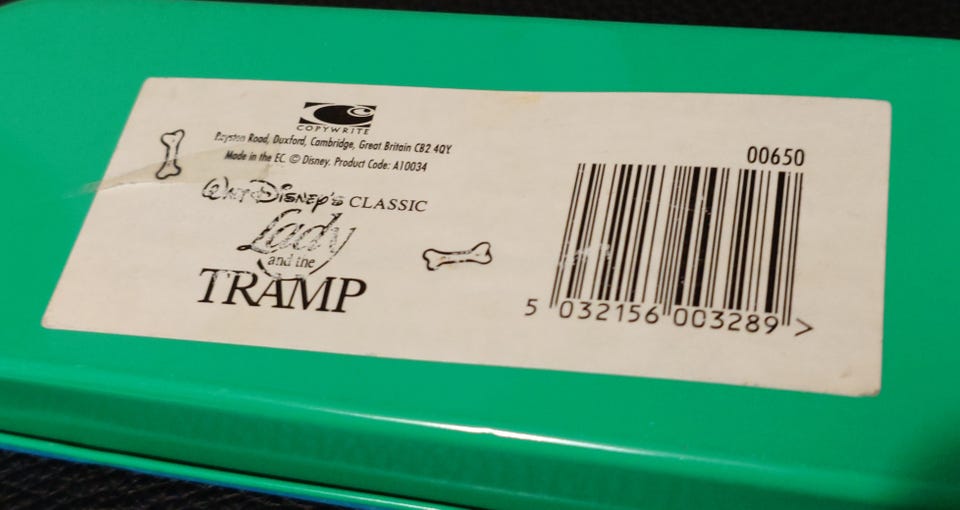 COPYWRITE
Royston Road, Duxford, Cambridge, Great Britain CB2 4QY
Made in the EC. © Disney. Product Code: A10034
WALT DISNEY'S CLASSIC
Lady
and the
TRAMP
00650
5 032156 003289 >